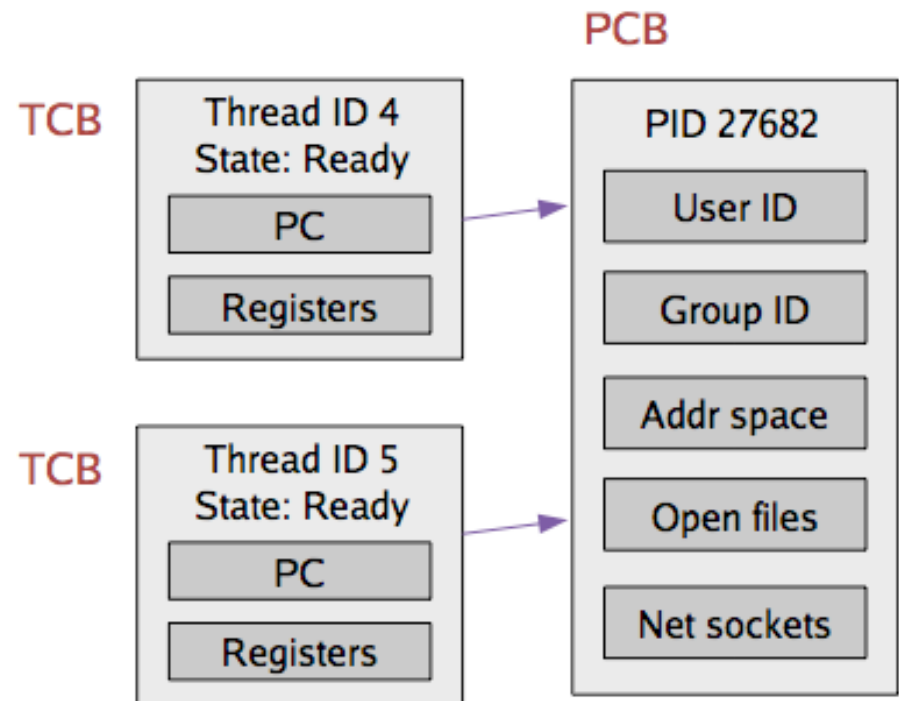 PCB
TCB
Thread ID 4
State: Ready
PC
Registers
TCB
Thread ID 5
State: Ready
PC
Registers
PID 27682
User ID
Group ID
Addr space
Open files
Net sockets